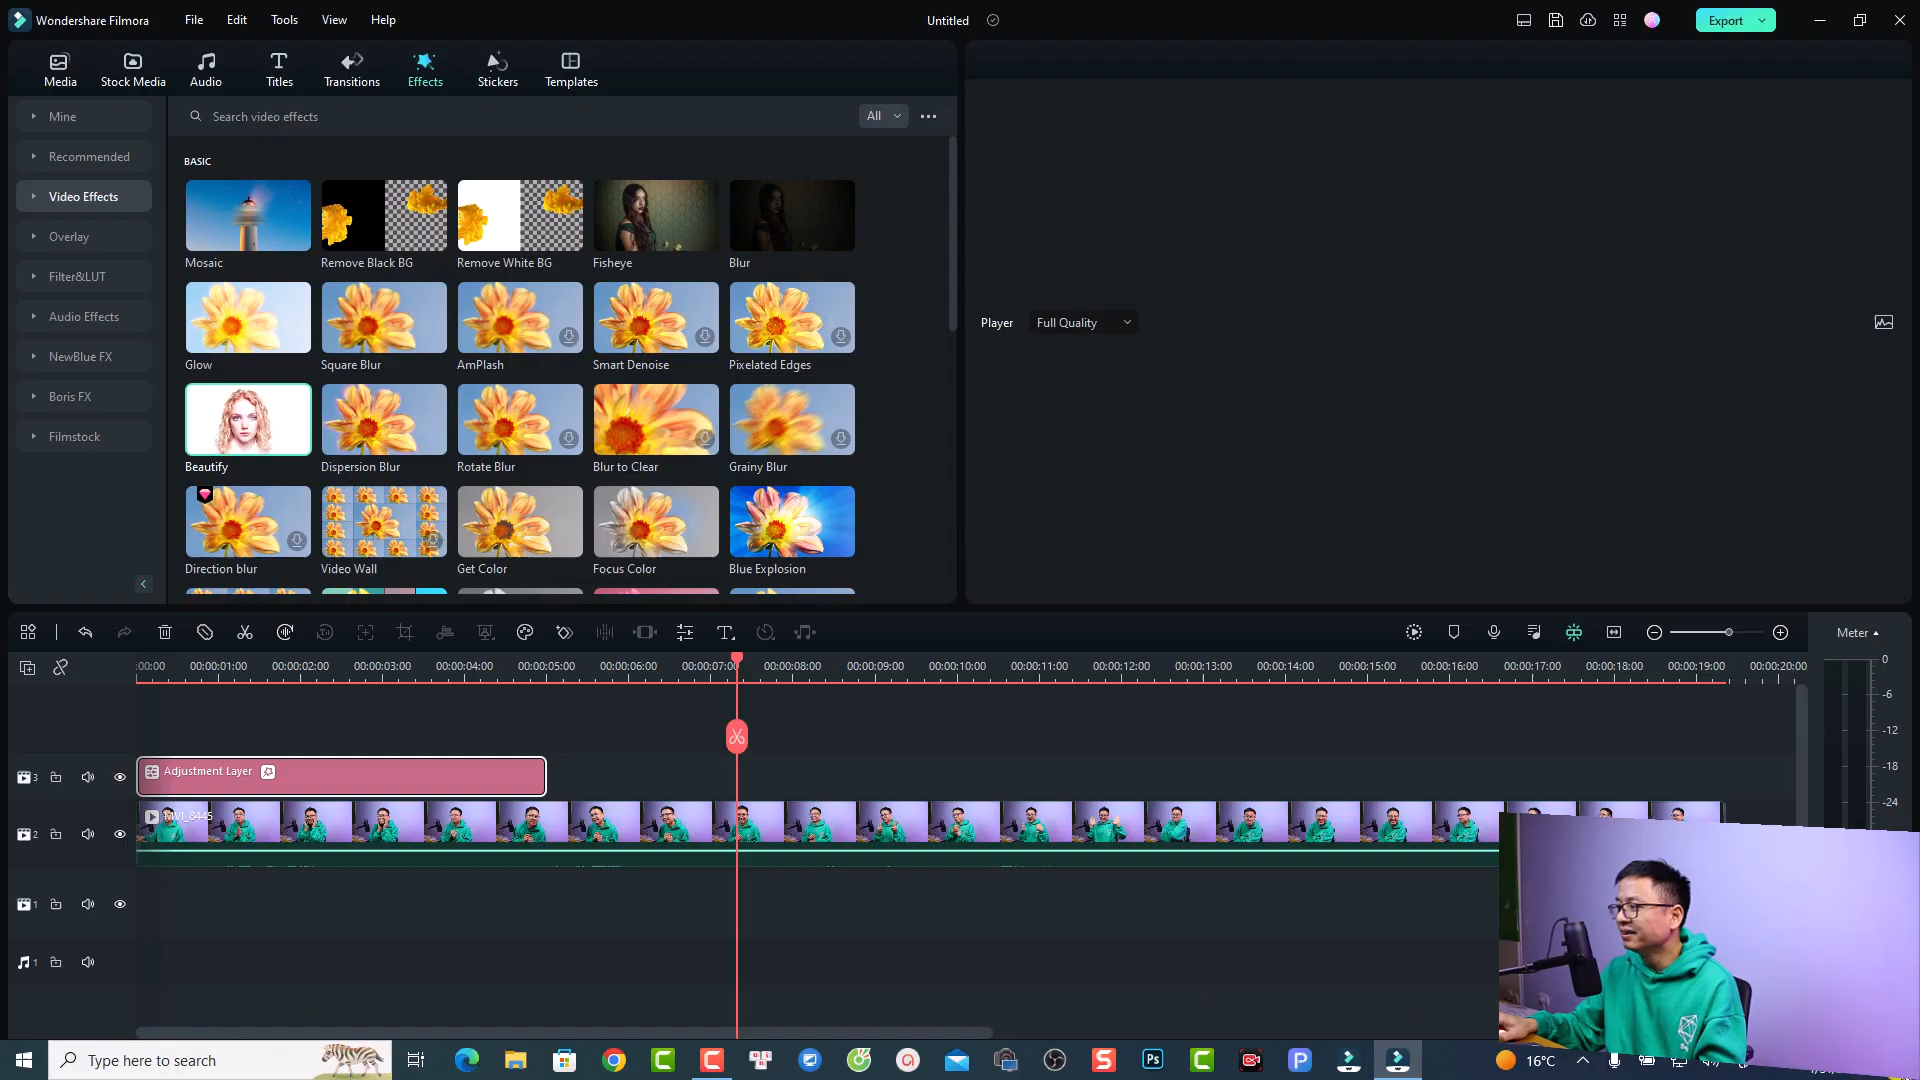 Wondershare Filmora
File
Edit
Tools
View
Help
Untitled
Export
Media
Stock Media
Audio
Titles
Transitions
Effects
Stickers
Templates
Mine
Recommended
Video Effects
Overlay
Filter&LUT
Audio Effects
NewBlue FX
Boris FX
Filmstock
Search video effects
All
BASIC
Mosaic
Remove Black BG
Remove White BG
Fisheye
Blur
Glow
Square Blur
AmPlash
Smart Denoise
Pixelated Edges
Beautify
Dispersion Blur
Rotate Blur
Blur to Clear
Grainy Blur
Direction blur
Video Wall
Get Color
Focus Color
Blue Explosion
Player
Full Quality
Meter
:00:00
00:00:01:00
00:00:02:00
00:00:03:00
00:00:04:00
00:00:05:00
00:00:06:00
00:00:07:00
00:00:08:00
00:00:09:00
00:00:10:00
00:00:11:00
00:00:12:00
00:00:13:00
00:00:14:00
00:00:15:00
00:00:16:00
00:00:17:00
00:00:18:00
00:00:19:00
00:00:20:00
0
-6
-12
-18
-24
3
Adjustment Layer
2
MVI_8445
1
1
Type here to search
16°C